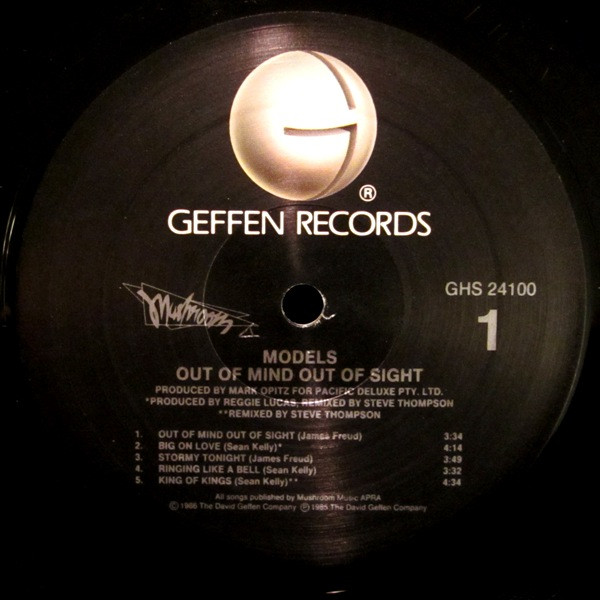 ®
GEFFEN RECORDS
Mushroom
GHS 24100
1
MODELS
OUT OF MIND OUT OF SIGHT
PRODUCED BY MARK OPITZ FOR PACIFIC DELUXE PTY. LTD.
*PRODUCED BY REGGIE LUCAS, REMIXED BY STEVE THOMPSON
**REMIXED BY STEVE THOMPSON
1. OUT OF MIND OUT OF SIGHT (James Freud) 3:34
2. BIG ON LOVE (Sean Kelly)* 4:14
3. STORMY TONIGHT (James Freud) 3:49
4. RINGING LIKE A BELL (Sean Kelly) 3:32
5. KING OF KINGS (Sean Kelly)** 4:34
All songs published by Mushroom Music APRA
© 1986 The David Geffen Company ℗ 1985 The David Geffen Company